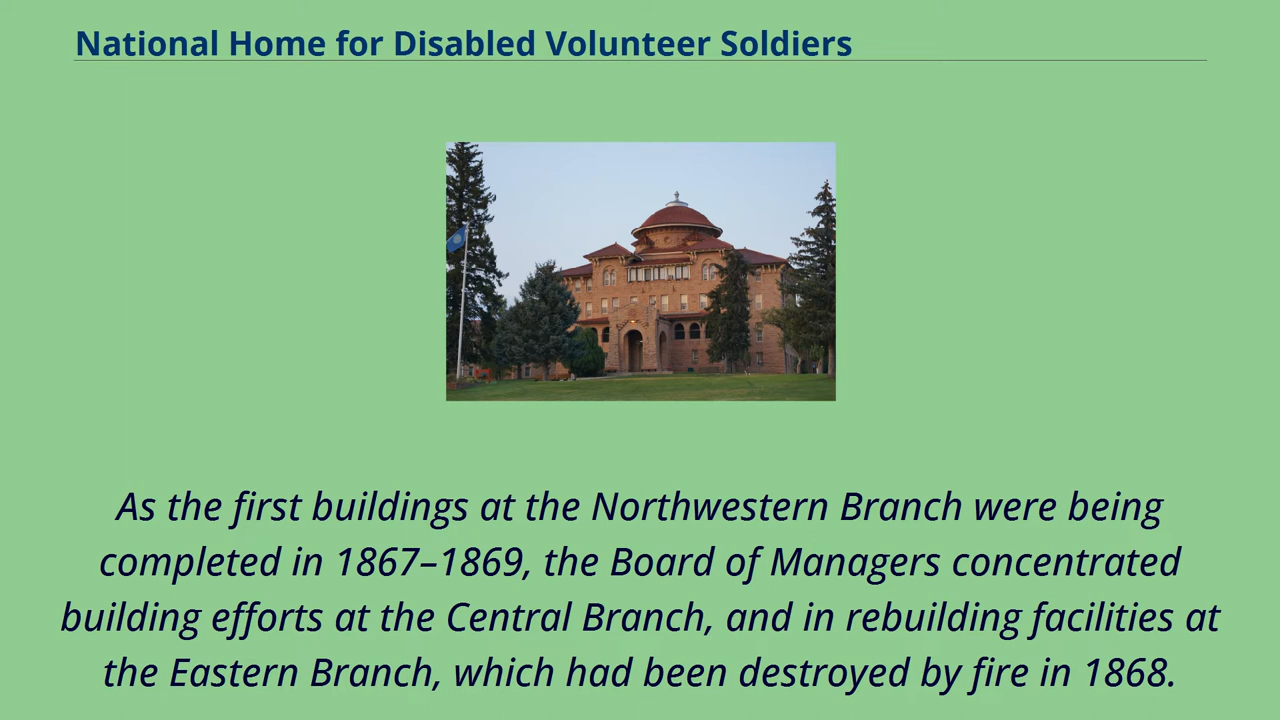 National Home for Disabled Volunteer Soldiers
As the first buildings at the Northwestern Branch were being
completed in 1867–1869, the Board of Managers concentrated
building efforts at the Central Branch, and in rebuilding facilities at
the Eastern Branch, which had been destroyed by fire in 1868.